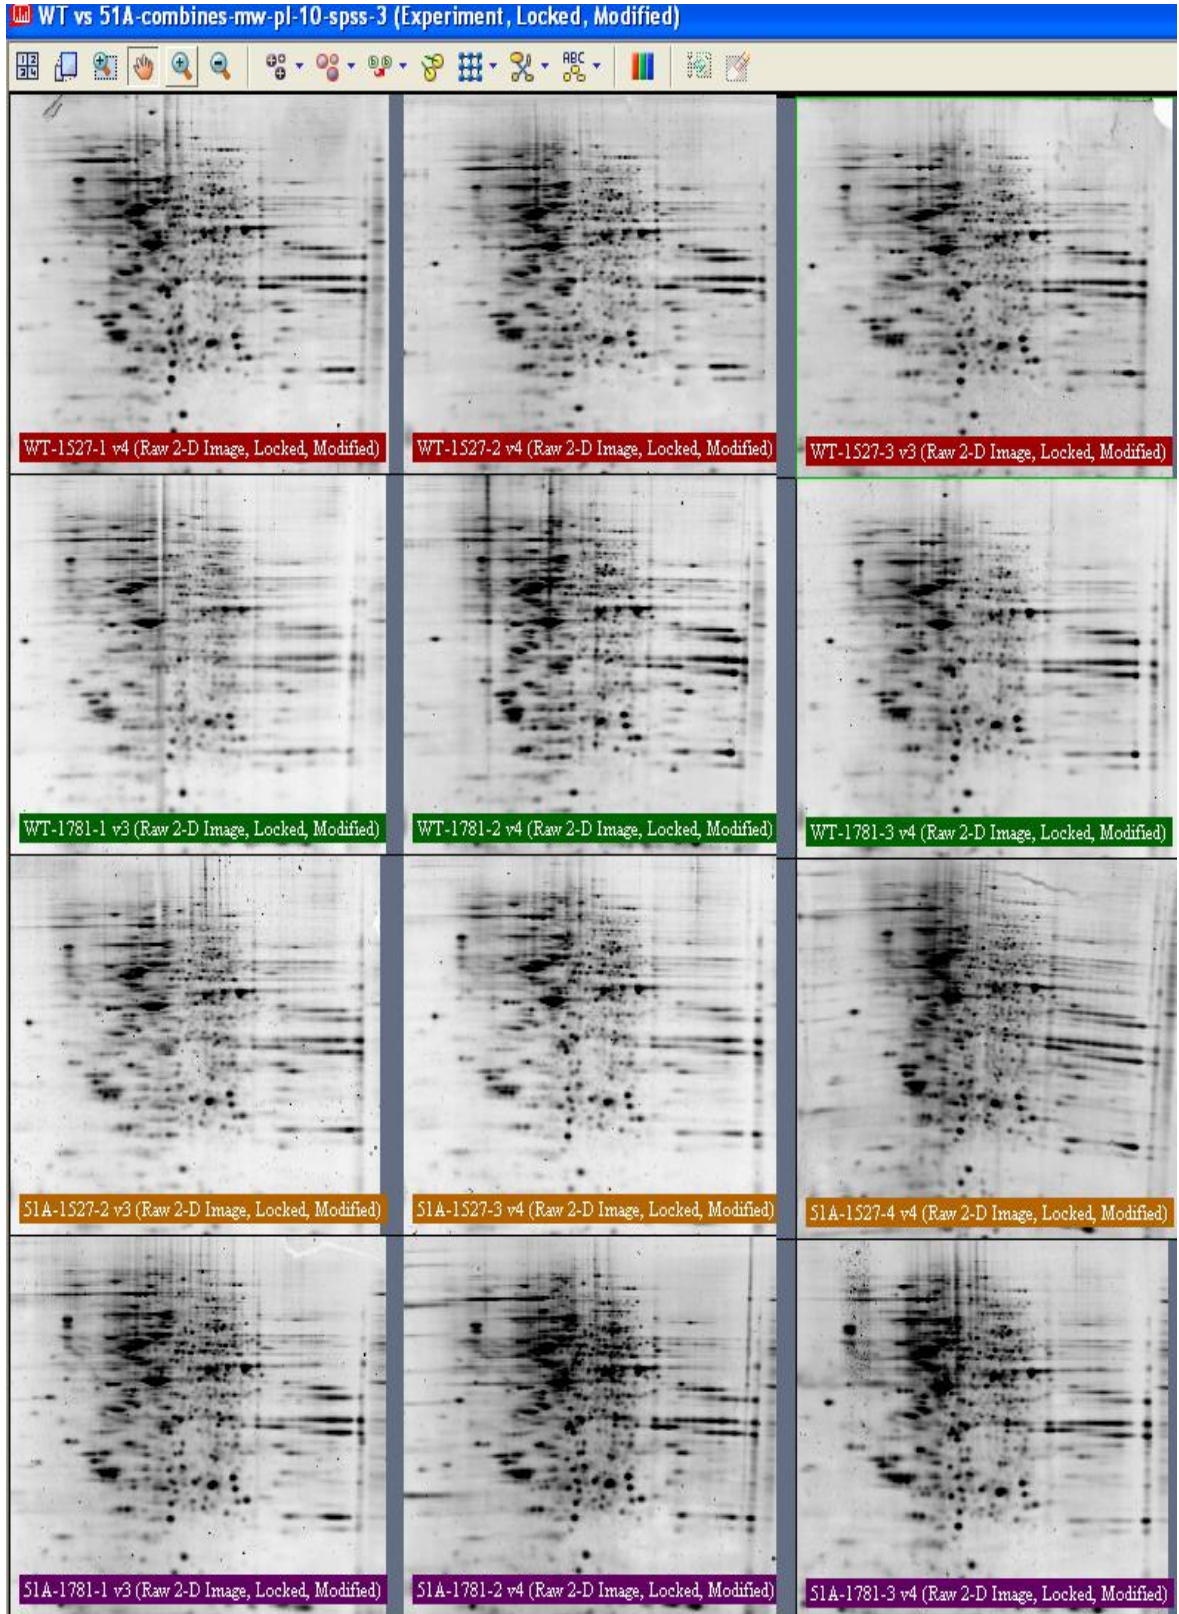 WT vs 51A-combines-mw-pI-10-spss-3 (Experiment, Locked, Modified)
1 2
3 4
b b
ABC
WT-1527-1 v4 (Raw 2-D Image, Locked, Modified)
WT-1527-2 v4 (Raw 2-D Image, Locked, Modified)
WT-1527-3 v3 (Raw 2-D Image, Locked, Modified)
WT-1781-1 v3 (Raw 2-D Image, Locked, Modified)
WT-1781-2 v4 (Raw 2-D Image, Locked, Modified)
WT-1781-3 v4 (Raw 2-D Image, Locked, Modified)
51A-1527-2 v3 (Raw 2-D Image, Locked, Modified)
51A-1527-3 v4 (Raw 2-D Image, Locked, Modified)
51A-1527-4 v4 (Raw 2-D Image, Locked, Modified)
51A-1781-1 v3 (Raw 2-D Image, Locked, Modified)
51A-1781-2 v4 (Raw 2-D Image, Locked, Modified)
51A-1781-3 v4 (Raw 2-D Image, Locked, Modified)